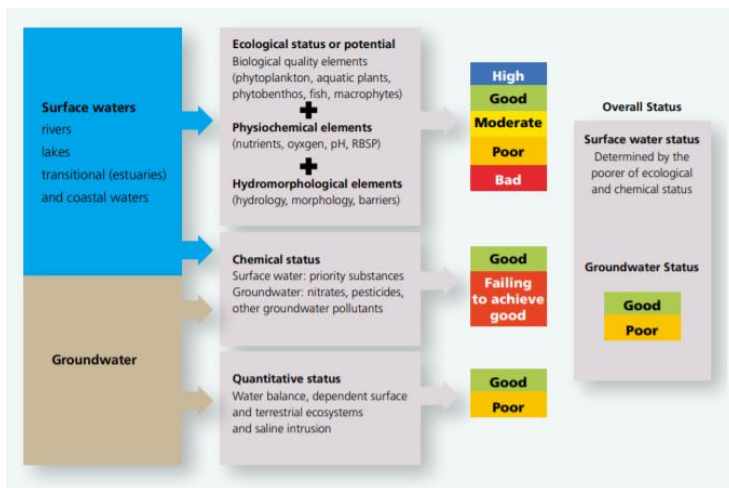 Surface waters
rivers
lakes
transitional (estuaries)
and coastal waters
Groundwater
Ecological status or potential
Biological quality elements
(phytoplankton, aquatic plants,
phytobenthos, fish, macrophytes)
Physiochemical elements
(nutrients, oyxgen, pH, RBSP)
Hydromorphological elements
(hydrology, morphology, barriers)
Chemical status
Surface water: priority substances
Groundwater: nitrates, pesticides,
other groundwater pollutants
Quantitative status
Water balance, dependent surface
and terrestrial ecosystems
and saline intrusion
High
Good
Moderate
Poor
Bad
Good
Failing
to achieve
good
Good
Poor
Overall Status
Surface water status
Determined by the
poorer of ecological
and chemical status
Groundwater Status
Good
Poor